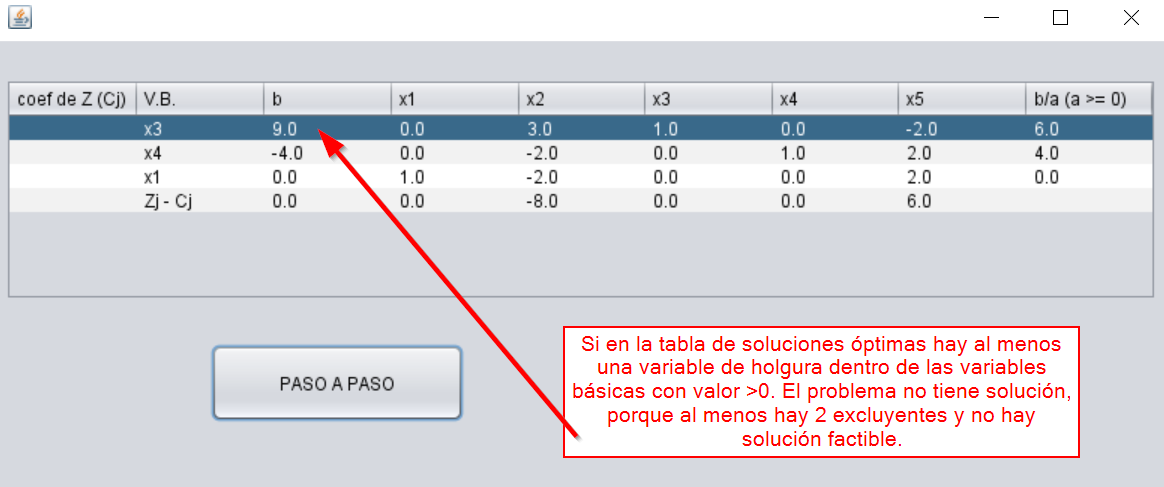 coef de Z (Cj) V.B. b x1 x2 x3 x4 x5 b/a (a >= 0)
x3 9.0 0.0 3.0 1.0 0.0 -2.0 6.0
x4 -4.0 0.0 -2.0 0.0 1.0 2.0 4.0
x1 0.0 1.0 -2.0 0.0 0.0 2.0 0.0
Zj - Cj 0.0 0.0 -8.0 0.0 0.0 6.0
PASO A PASO
Si en la tabla de soluciones óptimas hay al menos
una variable de holgura dentro de las variables
básicas con valor >0. El problema no tiene solución,
porque al menos hay 2 excluyentes y no hay
solución factible.